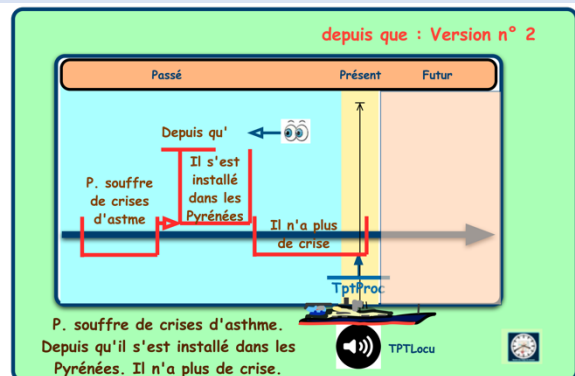 depuis que : Version n° 2
Passé
Présent
Futur
Depuis qu'
Il s'est
installé
dans les
Pyrénées
P. souffre
de crises
d'astme
Il n'a plus
de crise
TptProc
P. souffre de crises d'asthme.
Depuis qu'il s'est installé dans les
Pyrénées. Il n'a plus de crise.
TPTLocu